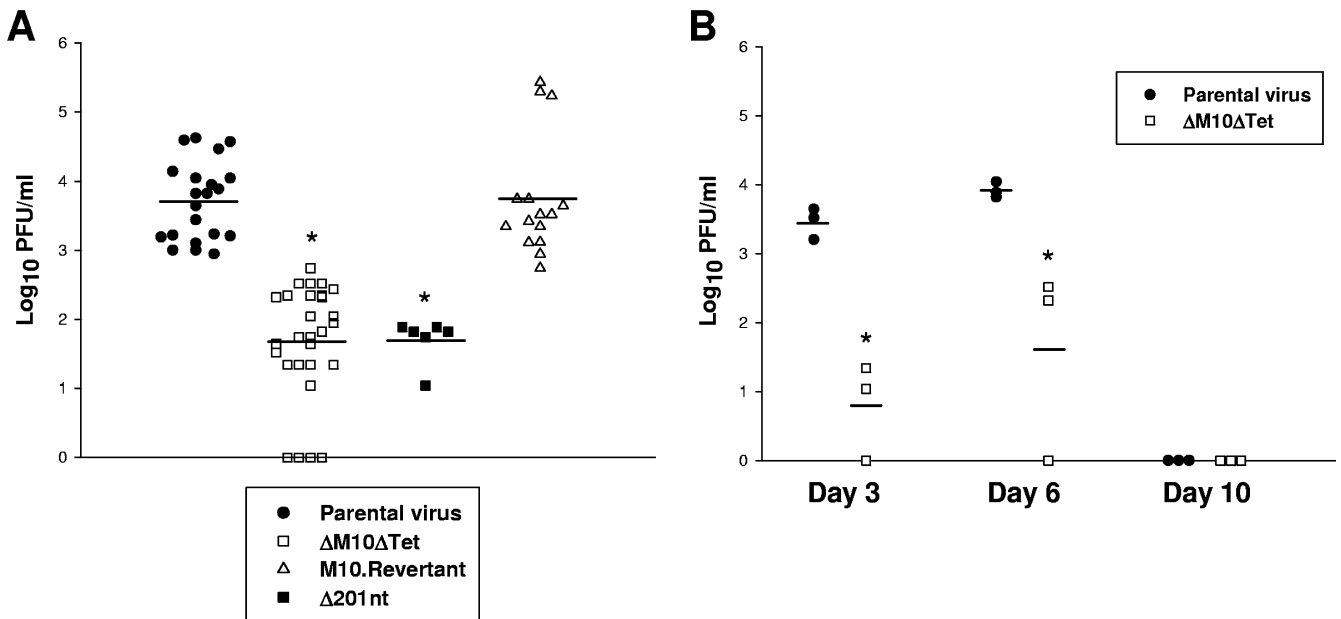 A
Log10 PFU/ml
6
5
4
3
2
1
0
*
*
Parental virus
ΔM10ΔTet
M10.Revertant
Δ201nt
B
Log10 PFU/ml
6
5
4
3
2
1
0
*
*
Day 3
Day 6
Day 10
Parental virus
ΔM10ΔTet